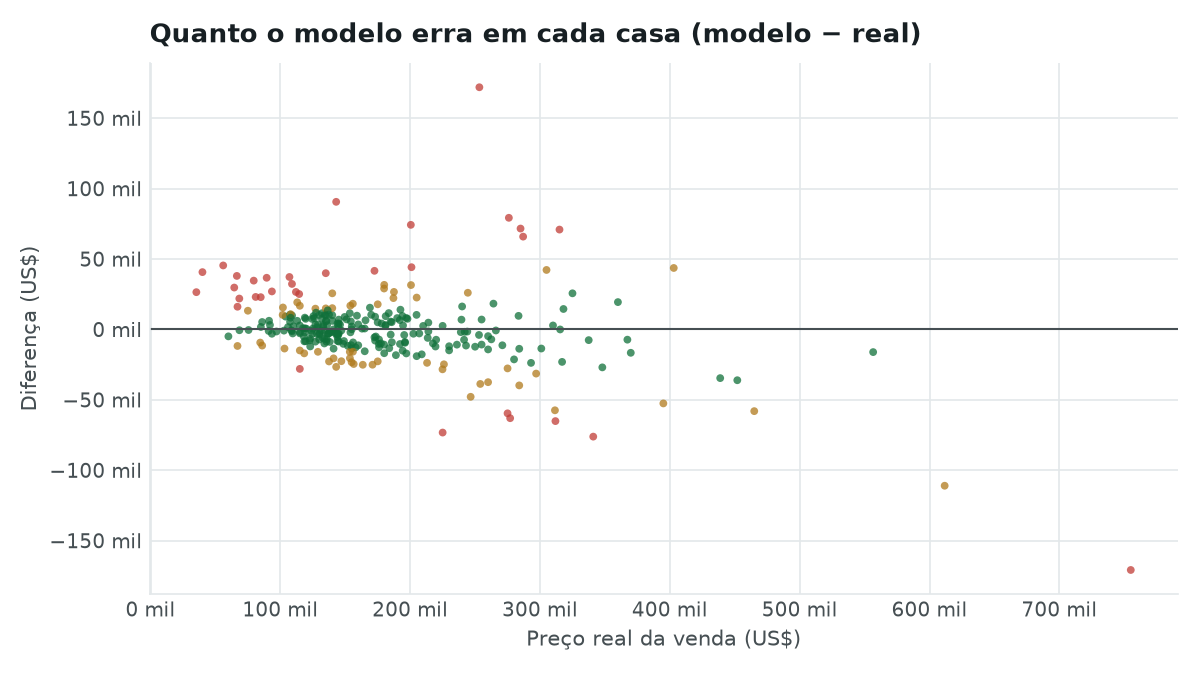 Quanto o modelo erra em cada casa (modelo − real)
150 mil
100 mil
50 mil
0 mil
−50 mil
−100 mil
−150 mil
Diferença (US$)
0 mil 100 mil 200 mil 300 mil 400 mil 500 mil 600 mil 700 mil
Preço real da venda (US$)